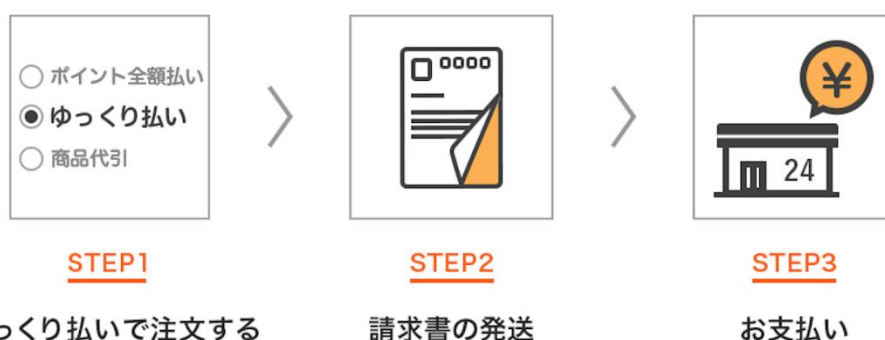 ポイント全額払い
ゆっくり払い
商品代引
0000
¥
24
STEP1
STEP2
STEP3
っくり払いで注文する
請求書の発送
お支払い